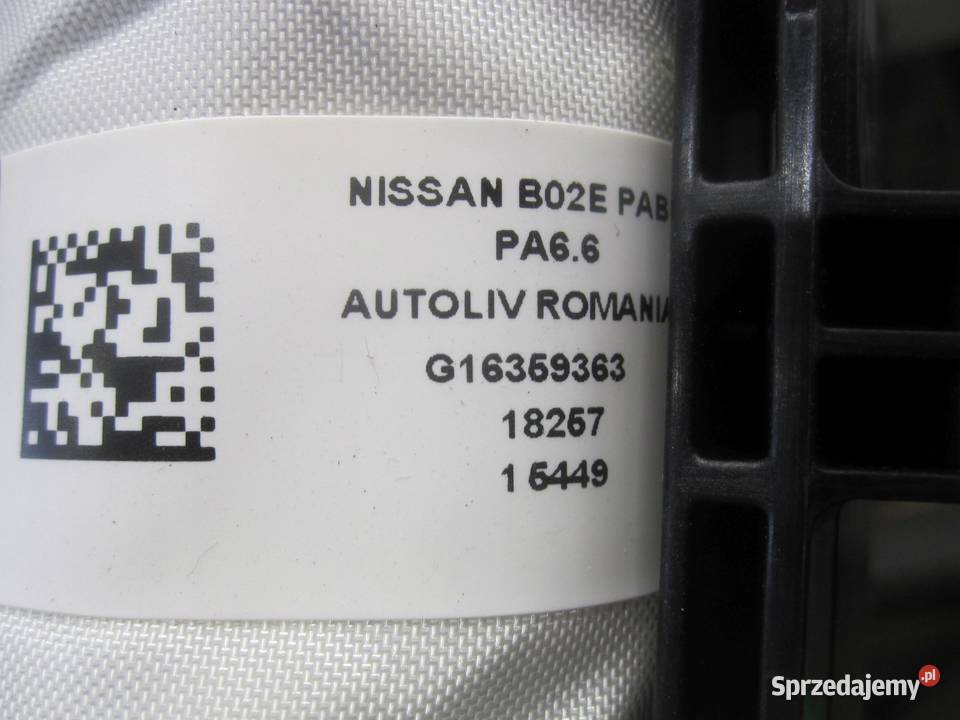 NISSAN B02E PAB
PA6.6
AUTOLIV ROMANIA
G16359363
18257
1 5449
Sprzedajemy.pl